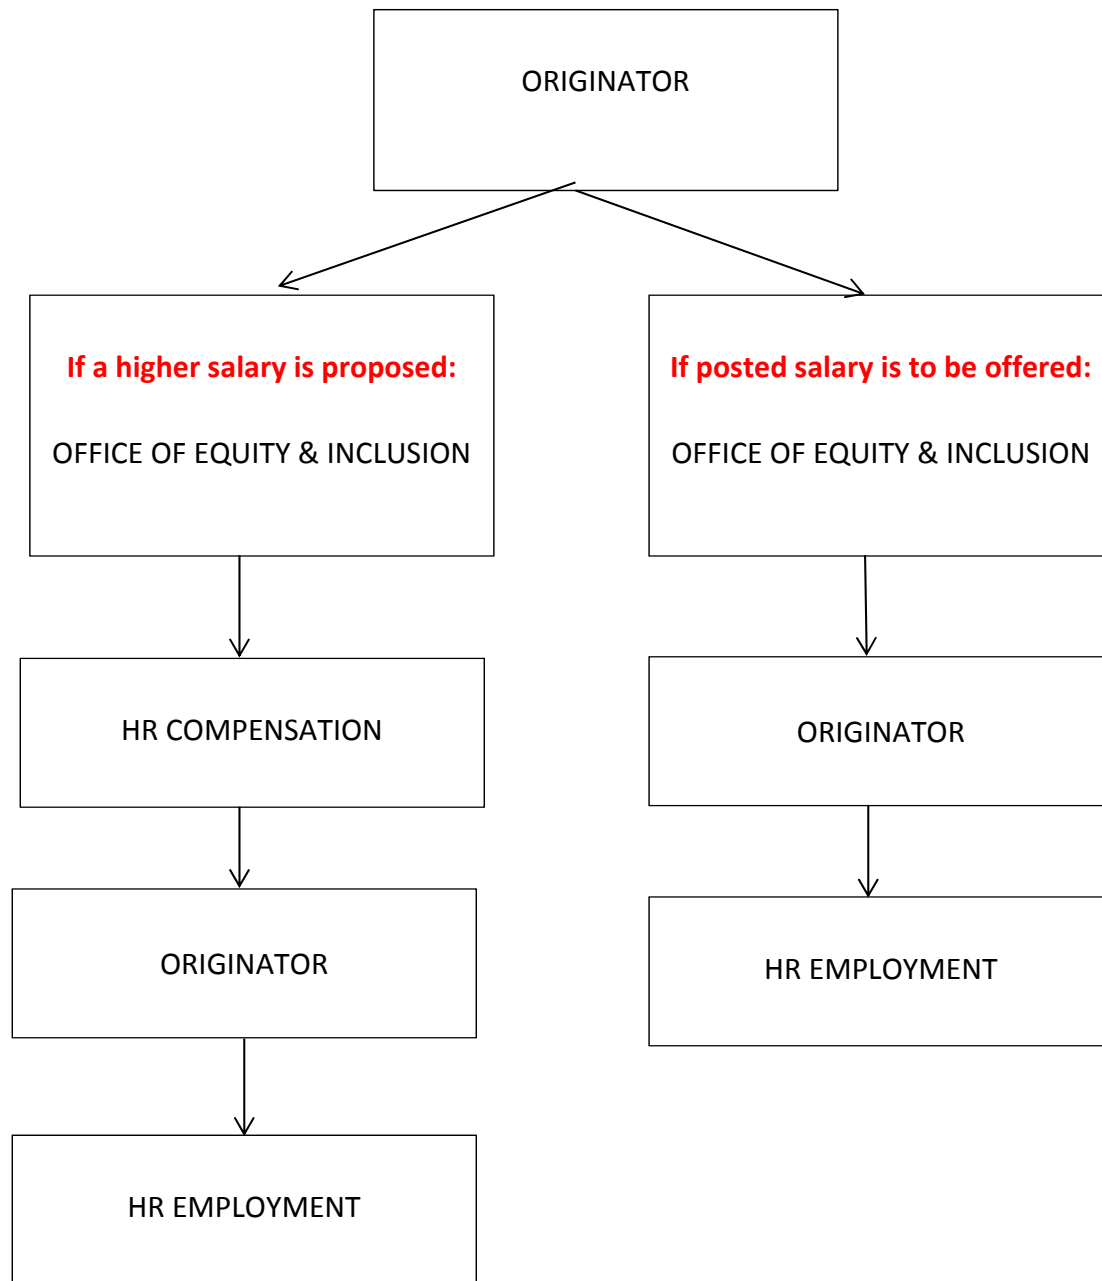 ORIGINATOR
If a higher salary is proposed:
OFFICE OF EQUITY & INCLUSION
If posted salary is to be offered:
OFFICE OF EQUITY & INCLUSION
HR COMPENSATION
ORIGINATOR
ORIGINATOR
HR EMPLOYMENT
HR EMPLOYMENT